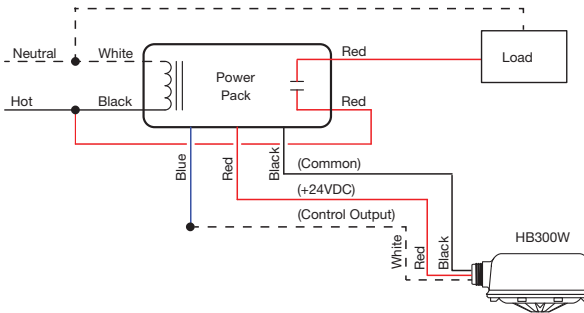 Neutral
White
Red
Load
Power
Pack
Hot
Black
Red
Blue
Red
Black
(Common)
(+24VDC)
(Control Output)
White
Red
Black
HB300W